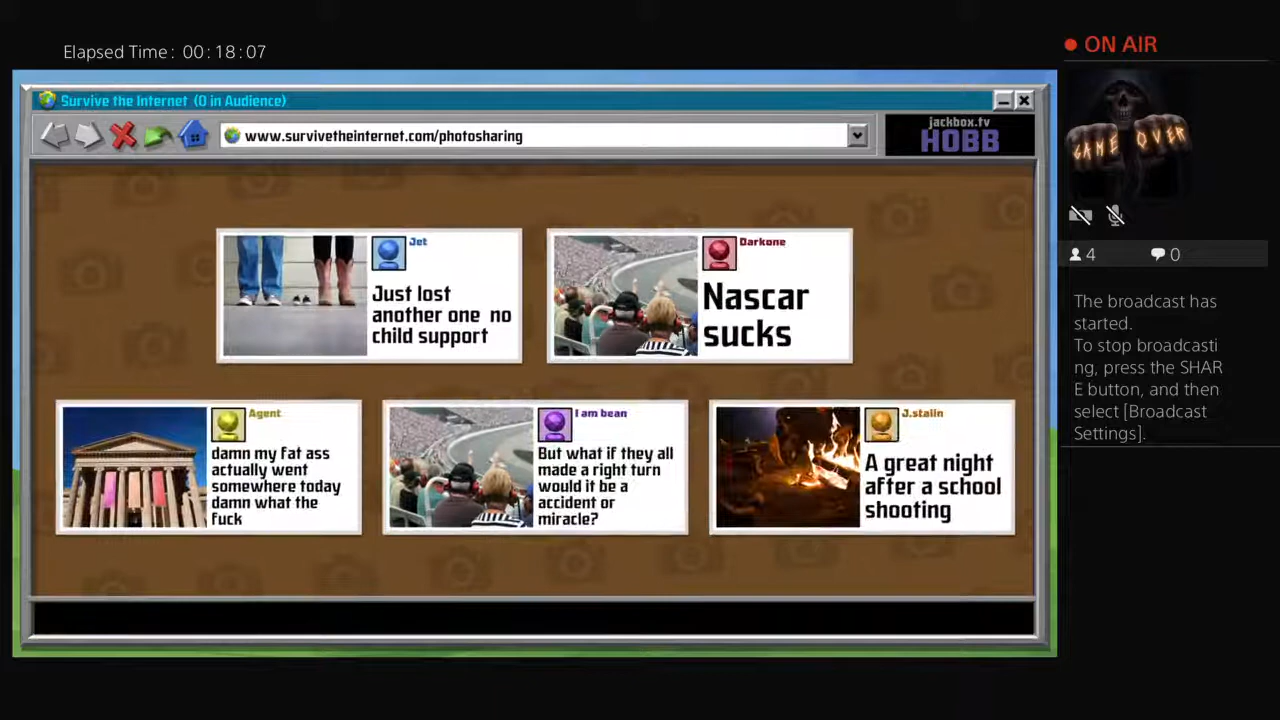 Elapsed Time: 00:18:07
ON AIR
Survive the Internet (0 in Audience)
www.survivetheinternet.com/photosharing
jackbox.tv
HOBB
GAME OVER
4
0
The broadcast has
started.
To stop broadcasti
ng, press the SHAR
E button, and then
select [Broadcast
Settings].
Jet
Just lost
another one no
child support
Darkone
Nascar
sucks
Agent
damn my fat ass
actually went
somewhere today
damn what the
fuck
I am bean
But what if they all
made a right turn
would it be a
accident or
miracle?
J.stalin
A great night
after a school
shooting